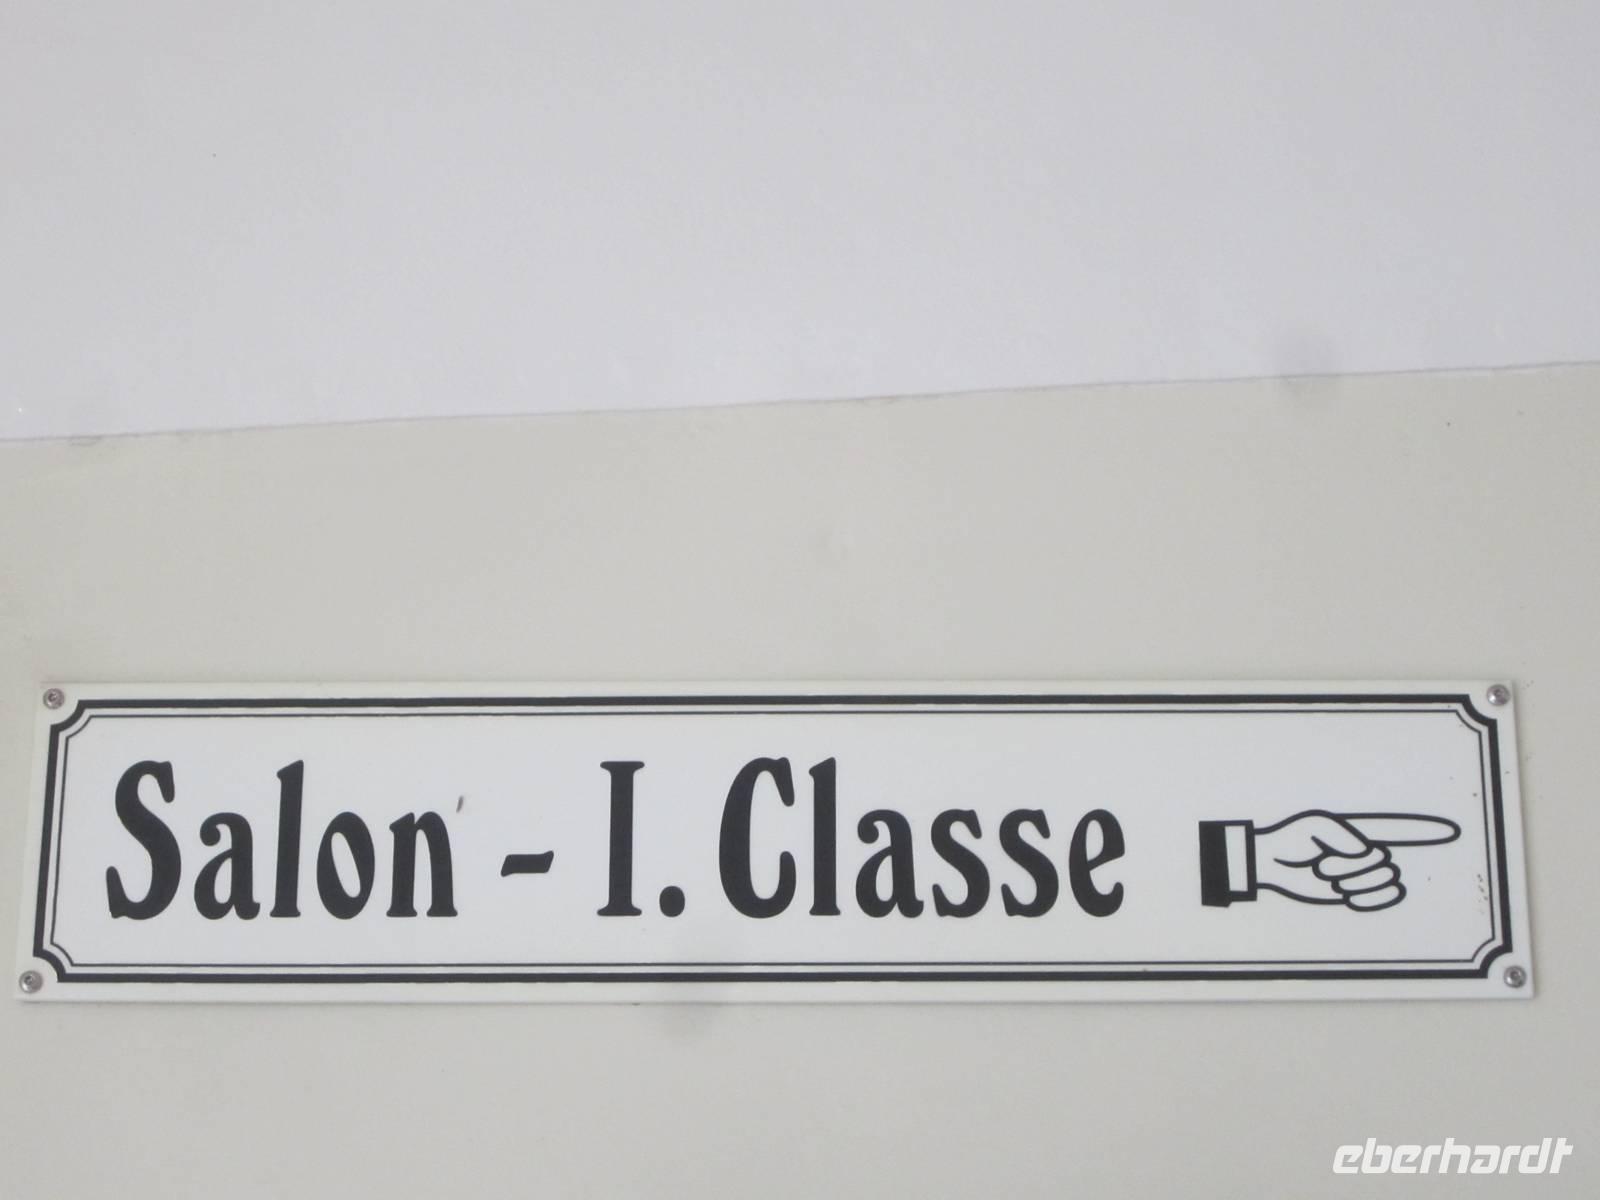 Salon - I. Classe
eberhardt